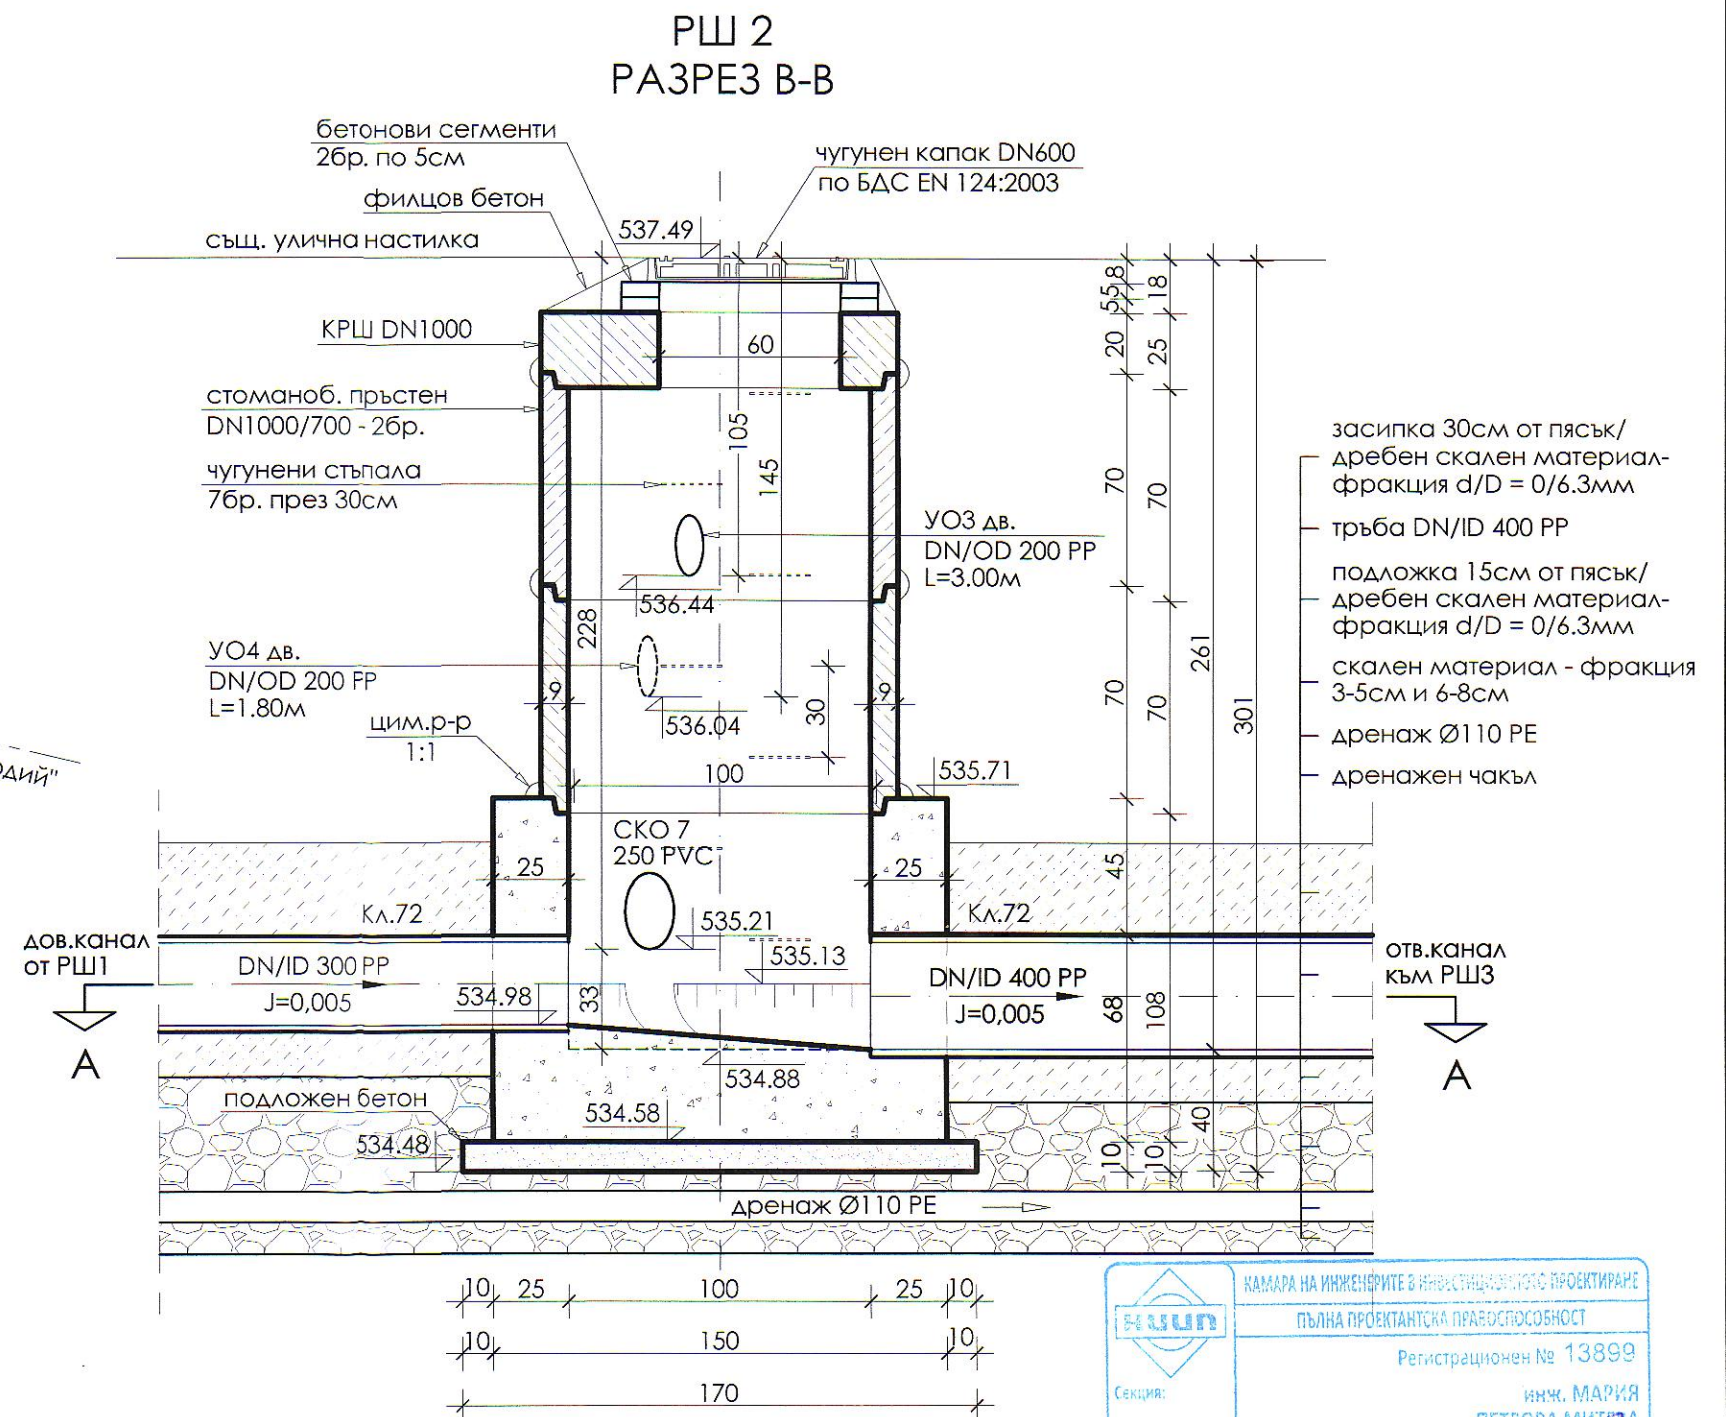 РШ 2
РАЗРЕЗ В-В
бетонови сегменти
2бр. по 5см
филцов бетон
същ. улична настилка
537.49
чугунен капак DN600
по БДС EN 124:2003
КРШ DN1000
стоманоб. пръстен
DN1000/700 - 2бр.
чугунени стъпала
7бр. през 30см
УО4 дв.
DN/OD 200 PP
L=1.80м
цим.р-р
1:1
60
105
145
228
536.44
536.04
УО3 дв.
DN/OD 200 PP
L=3.00м
9
9
30
100
535.71
СКО 7
250 PVC
25
25
Кл.72
Кл.72
535.21
535.13
дов.канал
от РШ1
DN/ID 300 PP
J=0,005
534.98
33
DN/ID 400 PP
J=0,005
отв.канал
към РШ3
A
A
534.88
подложен бетон
534.58
534.48
дренаж Ø110 PE
8
5
5
20
70
70
45
68
10
18
25
70
70
108
10
261
40
301
засипка 30см от пясък/
дребен скален материал-
фракция d/D = 0/6.3мм
тръба DN/ID 400 PP
подложка 15см от пясък/
дребен скален материал-
фракция d/D = 0/6.3мм
скален материал - фракция
3-5см и 6-8см
дренаж Ø110 PE
дренажен чакъл
10 25 100 25 10
10 150 10
170
КАМАРА НА ИНЖЕНЕРИТЕ В ИНВЕСТИЦИОННОТО ПРОЕКТИРАНЕ
ПЪЛНА ПРОЕКТАНТСКА ПРАВОСПОСОБНОСТ
Регистрационен № 13899
Секция:
инж. МАРИЯ